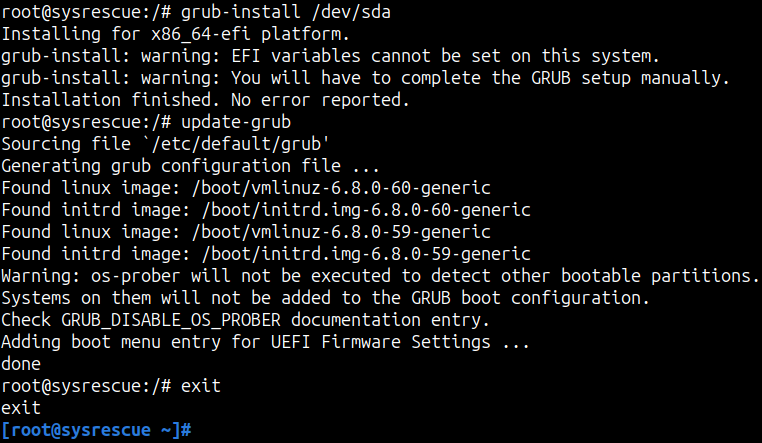 root@sysrescue:/# grub-install /dev/sda
Installing for x86_64-efi platform.
grub-install: warning: EFI variables cannot be set on this system.
grub-install: warning: You will have to complete the GRUB setup manually.
Installation finished. No error reported.
root@sysrescue:/# update-grub
Sourcing file `/etc/default/grub'
Generating grub configuration file ...
Found linux image: /boot/vmlinuz-6.8.0-60-generic
Found initrd image: /boot/initrd.img-6.8.0-60-generic
Found linux image: /boot/vmlinuz-6.8.0-59-generic
Found initrd image: /boot/initrd.img-6.8.0-59-generic
Warning: os-prober will not be executed to detect other bootable partitions.
Systems on them will not be added to the GRUB boot configuration.
Check GRUB_DISABLE_OS_PROBER documentation entry.
Adding boot menu entry for UEFI Firmware Settings ...
done
root@sysrescue:/# exit
exit
[root@sysrescue ~]#